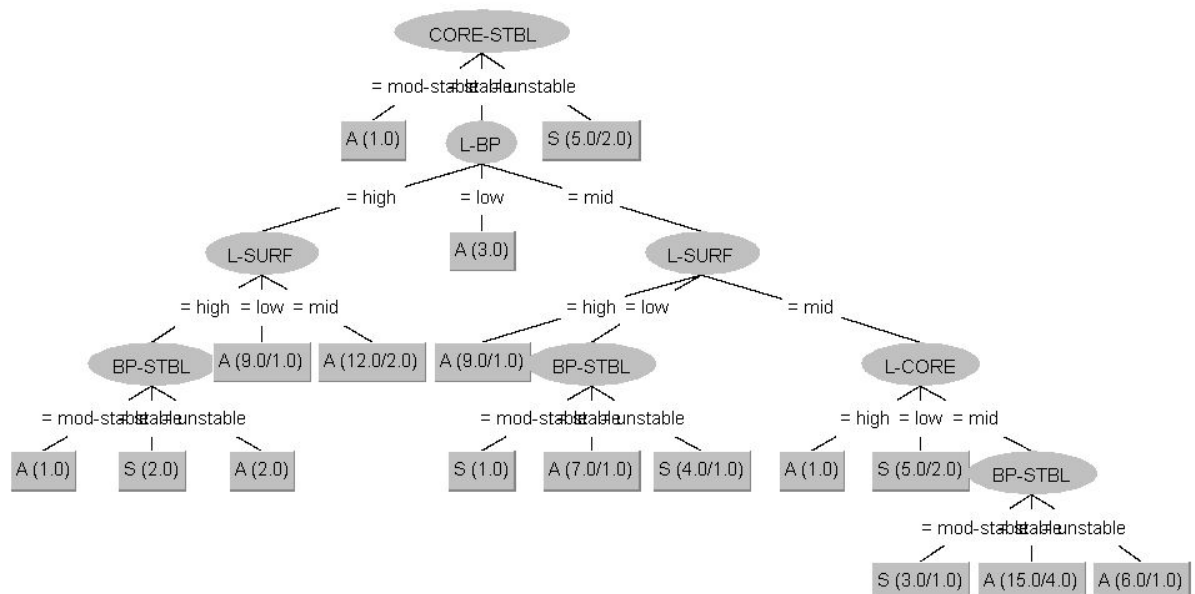 CORE-STBL
= mod-stable = stable = unstable
A (1.0) L-BP S (5.0/2.0)
= high = low = mid
L-SURF A (3.0) L-SURF
= high = low = mid = high = low = mid
BP-STBL A (9.0/1.0) A (12.0/2.0) A (9.0/1.0) BP-STBL L-CORE
= mod-stable = stable = unstable = mod-stable = stable = unstable = high = low = mid
A (1.0) S (2.0) A (2.0) S (1.0) A (7.0/1.0) S (4.0/1.0) A (1.0) S (5.0/2.0) BP-STBL
= mod-stable = stable = unstable
S (3.0/1.0) A (15.0/4.0) A (6.0/1.0)